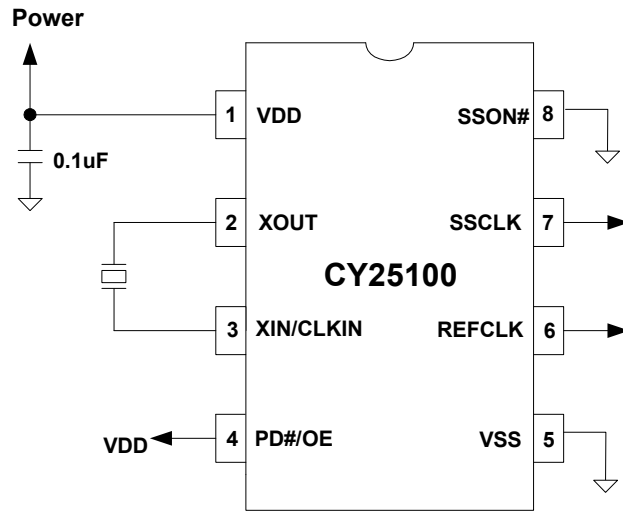 Power
1 VDD
SSON# 8
0.1uF
2 XOUT
SSCLK 7
CY25100
3 XIN/CLKIN
REFCLK 6
VDD 4 PD#/OE
VSS 5